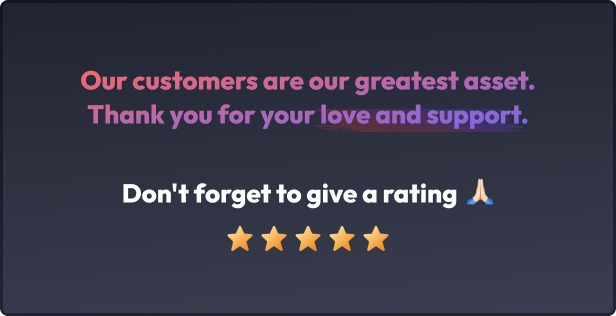 Our customers are our greatest asset.
Thank you for your love and support.
Don't forget to give a rating 🙏🏻